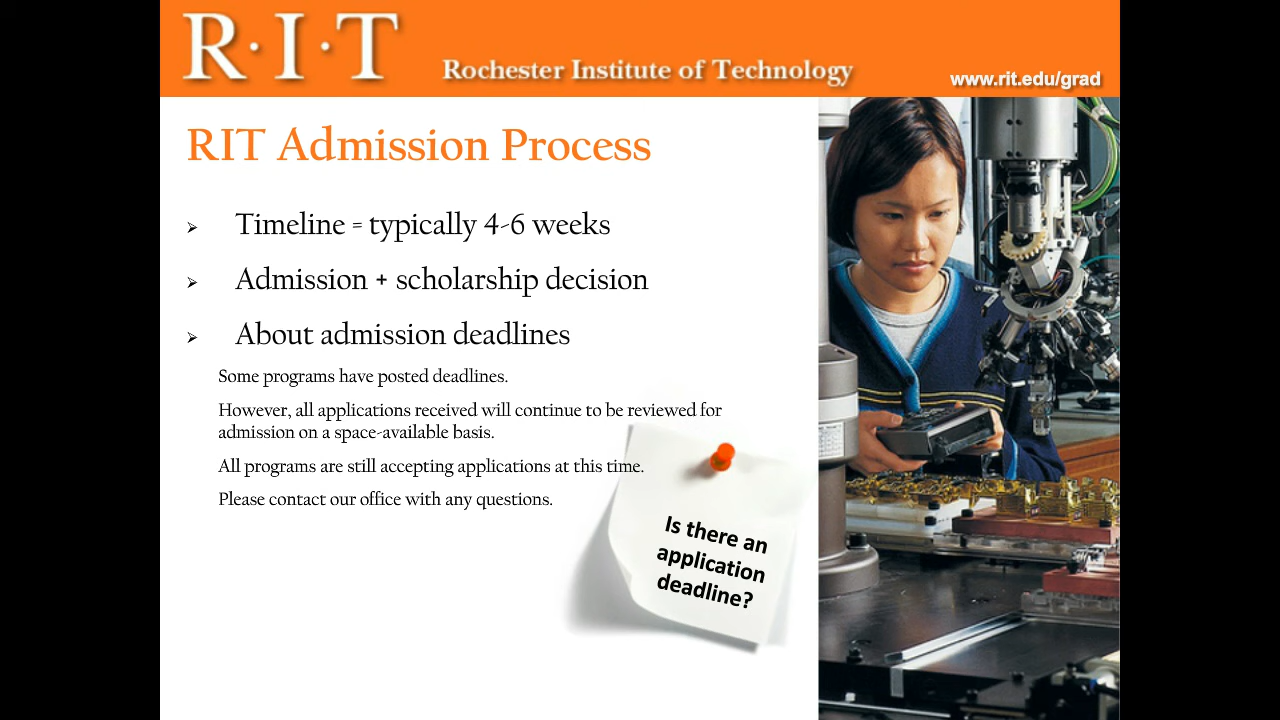 R·I·T
Rochester Institute of Technology
www.rit.edu/grad
RIT Admission Process
➢ Timeline = typically 4-6 weeks
➢ Admission + scholarship decision
➢ About admission deadlines
Some programs have posted deadlines.
However, all applications received will continue to be reviewed for
admission on a space-available basis.
All programs are still accepting applications at this time.
Please contact our office with any questions.
Is there an
application
deadline?